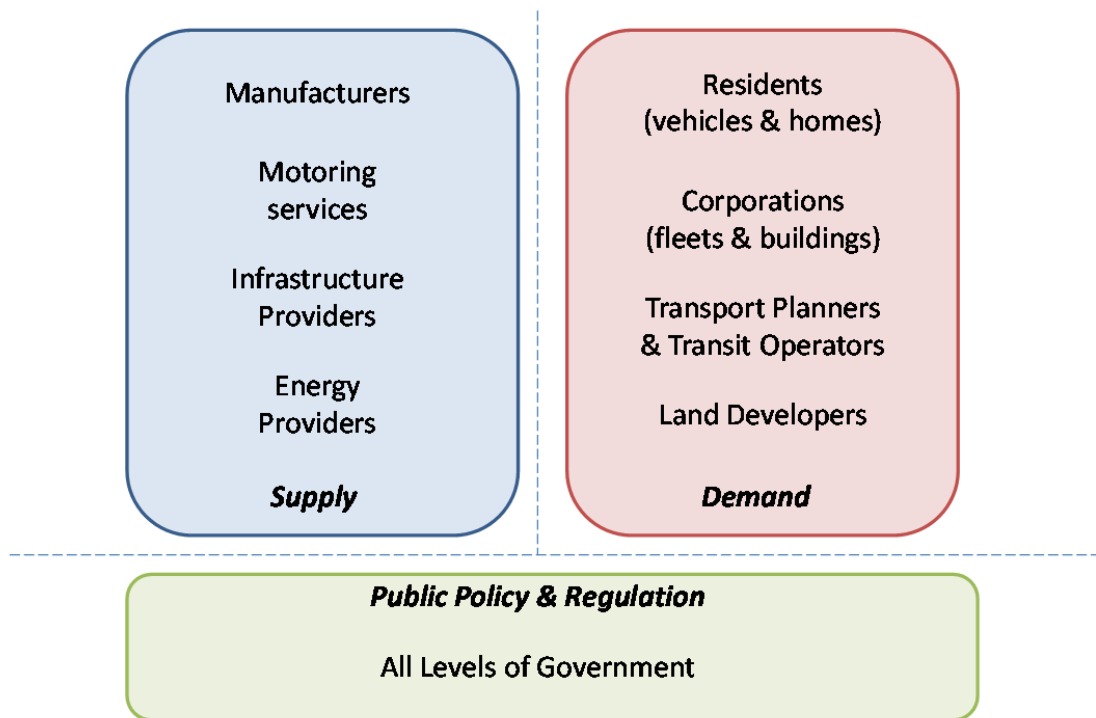 Manufacturers
Motoring
services
Infrastructure
Providers
Energy
Providers
Supply
Residents
(vehicles & homes)
Corporations
(fleets & buildings)
Transport Planners
& Transit Operators
Land Developers
Demand
Public Policy & Regulation
All Levels of Government